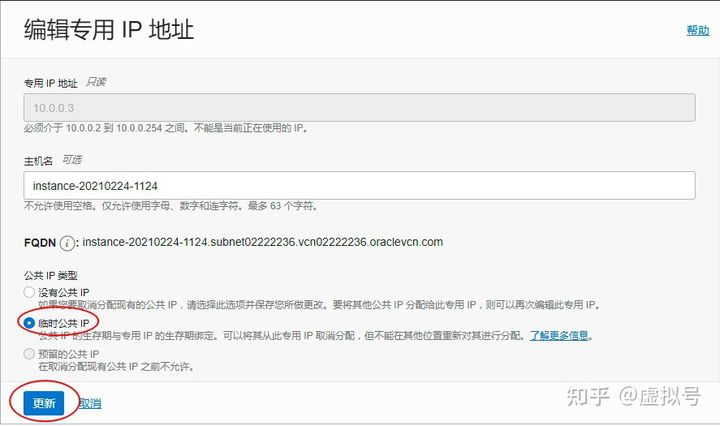 编辑专用 IP 地址
帮助
专用 IP 地址 只读
10.0.0.3
必须介于 10.0.0.2 到 10.0.0.254 之间。不能是当前正在使用的 IP。
主机名 可选
instance-20210224-1124
不允许使用空格。仅允许使用字母、数字和连字符。最多 63 个字符。
FQDN i: instance-20210224-1124.subnet02222236.vcn02222236.oraclevcn.com
公共 IP 类型
没有公共 IP
如果您要取消分配现有的公共 IP，请选择此选项并保存您所做更改。要将其他公共 IP 分配给此专用 IP，则可以再次编辑此专用 IP。
临时公共 IP
公共 IP 的生存期与专用 IP 的生存期绑定。可以将其从此专用 IP 取消分配，但不能在其他位置重新对其进行分配。了解更多信息。
预留的公共 IP
在取消分配现有公共 IP 之前不允许。
更新 取消
知乎 @虚拟号